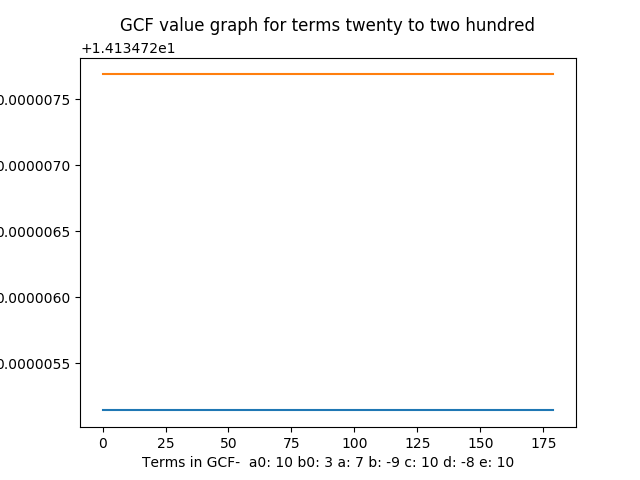 GCF value graph for terms twenty to two hundred
+1.413472e1
0.0000075
0.0000070
0.0000065
0.0000060
0.0000055
0 25 50 75 100 125 150 175
Terms in GCF- a0: 10 b0: 3 a: 7 b: -9 c: 10 d: -8 e: 10